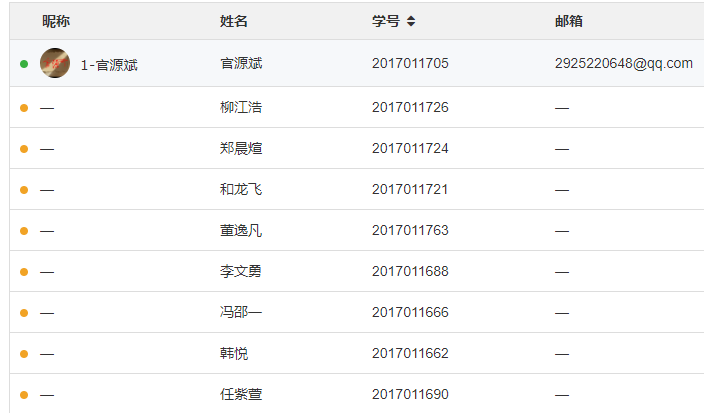 昵称 姓名 学号 邮箱
1-官源斌 官源斌 2017011705 2925220648@qq.com
— 柳江浩 2017011726 —
— 郑晨煊 2017011724 —
— 和龙飞 2017011721 —
— 董逸凡 2017011763 —
— 李文勇 2017011688 —
— 冯邵一 2017011666 —
— 韩悦 2017011662 —
— 任紫萱 2017011690 —